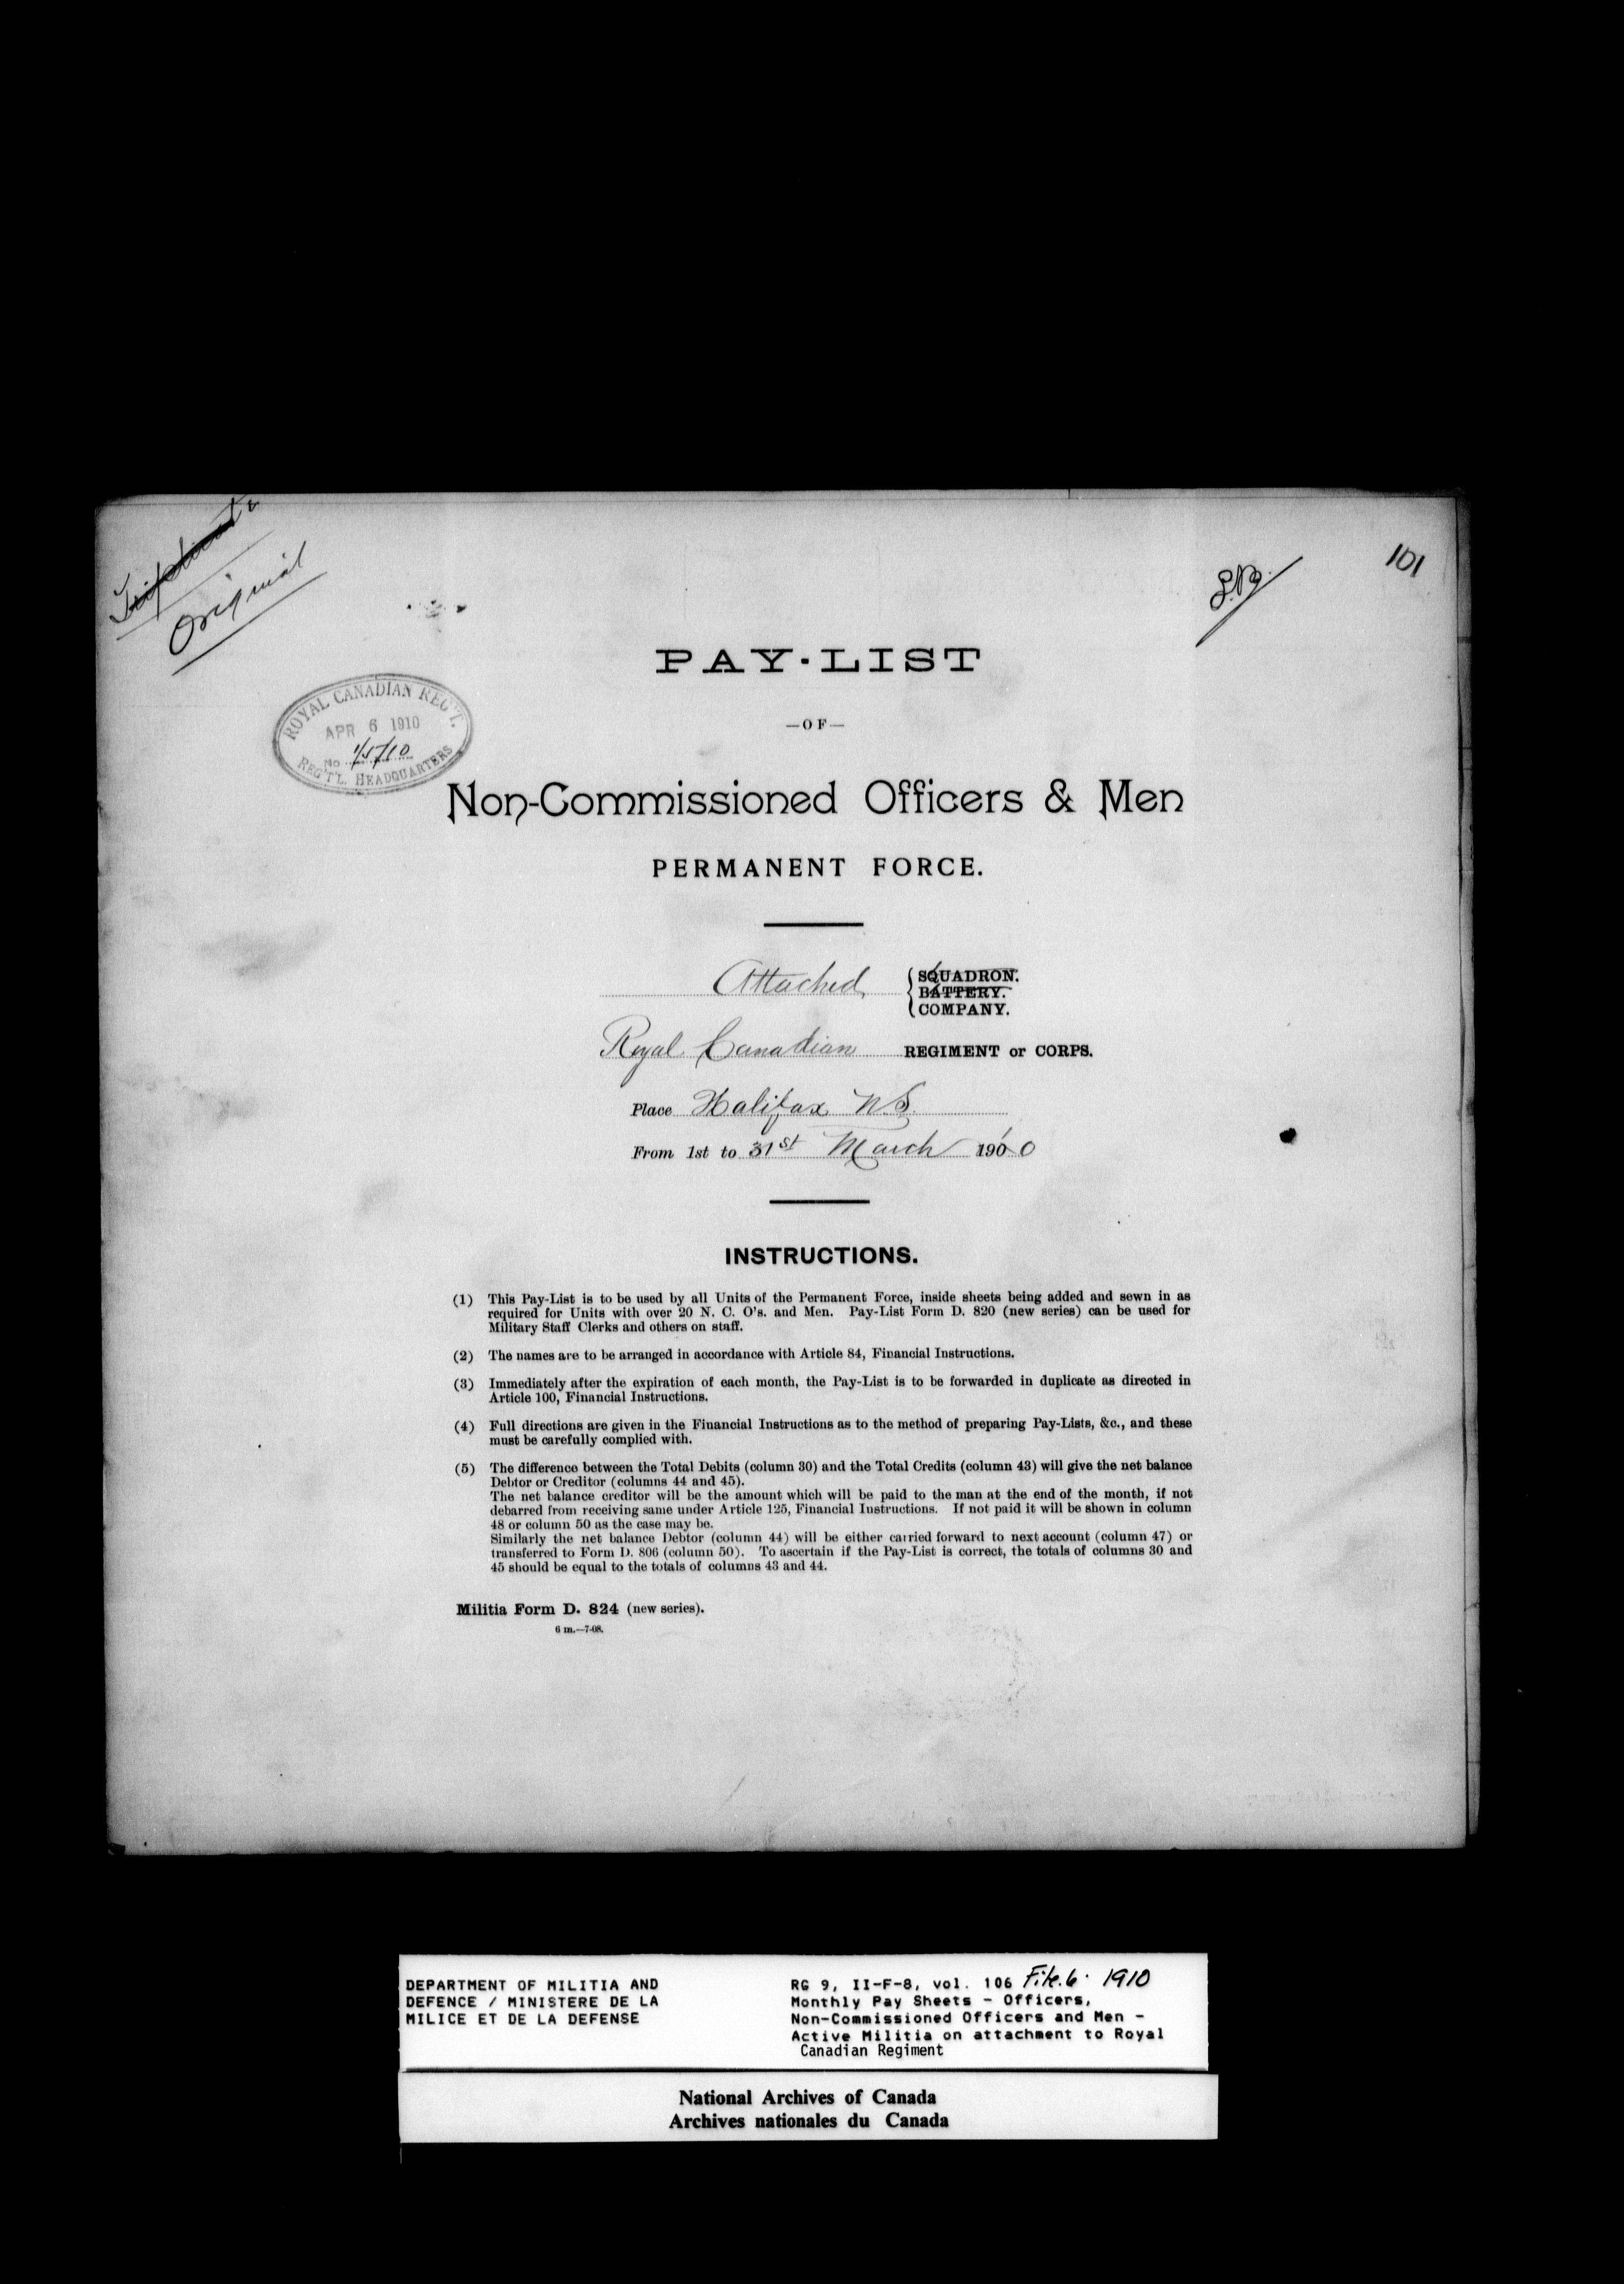 Triplicate
Original
101
PAY-LIST
—OF—
ROYAL CANADIAN REG'T.
APR 6 1910
No 1/5/10
REG'T'L. HEADQUARTERS
Non-Commissioned Officers & Men
PERMANENT FORCE.
Attached
SQUADRON.
BATTERY.
COMPANY.
Royal Canadian REGIMENT or CORPS.
Place Halifax N.S.
From 1st to 31st March 1910
INSTRUCTIONS.
(1) This Pay-List is to be used by all Units of the Permanent Force, inside sheets being added and sewn in as
required for Units with over 20 N. C. O's. and Men. Pay-List Form D. 820 (new series) can be used for
Military Staff Clerks and others on staff.
(2) The names are to be arranged in accordance with Article 84, Financial Instructions.
(3) Immediately after the expiration of each month, the Pay-List is to be forwarded in duplicate as directed in
Article 100, Financial Instructions.
(4) Full directions are given in the Financial Instructions as to the method of preparing Pay-Lists, &c., and these
must be carefully complied with.
(5) The difference between the Total Debits (column 30) and the Total Credits (column 43) will give the net balance
Debtor or Creditor (columns 44 and 45).
The net balance creditor will be the amount which will be paid to the man at the end of the month, if not
debarred from receiving same under Article 125, Financial Instructions. If not paid it will be shown in column
48 or column 50 as the case may be.
Similarly the net balance Debtor (column 44) will be either carried forward to next account (column 47) or
transferred to Form D. 806 (column 50). To ascertain if the Pay-List is correct, the totals of columns 30 and
45 should be equal to the totals of columns 43 and 44.
Militia Form D. 824 (new series).
6 m.—7-08.
DEPARTMENT OF MILITIA AND
DEFENCE / MINISTERE DE LA
MILICE ET DE LA DEFENSE
RG 9, II-F-8, vol. 106 File. 6. 1910
Monthly Pay Sheets - Officers,
Non-Commissioned Officers and Men -
Active Militia on attachment to Royal
Canadian Regiment
National Archives of Canada
Archives nationales du Canada